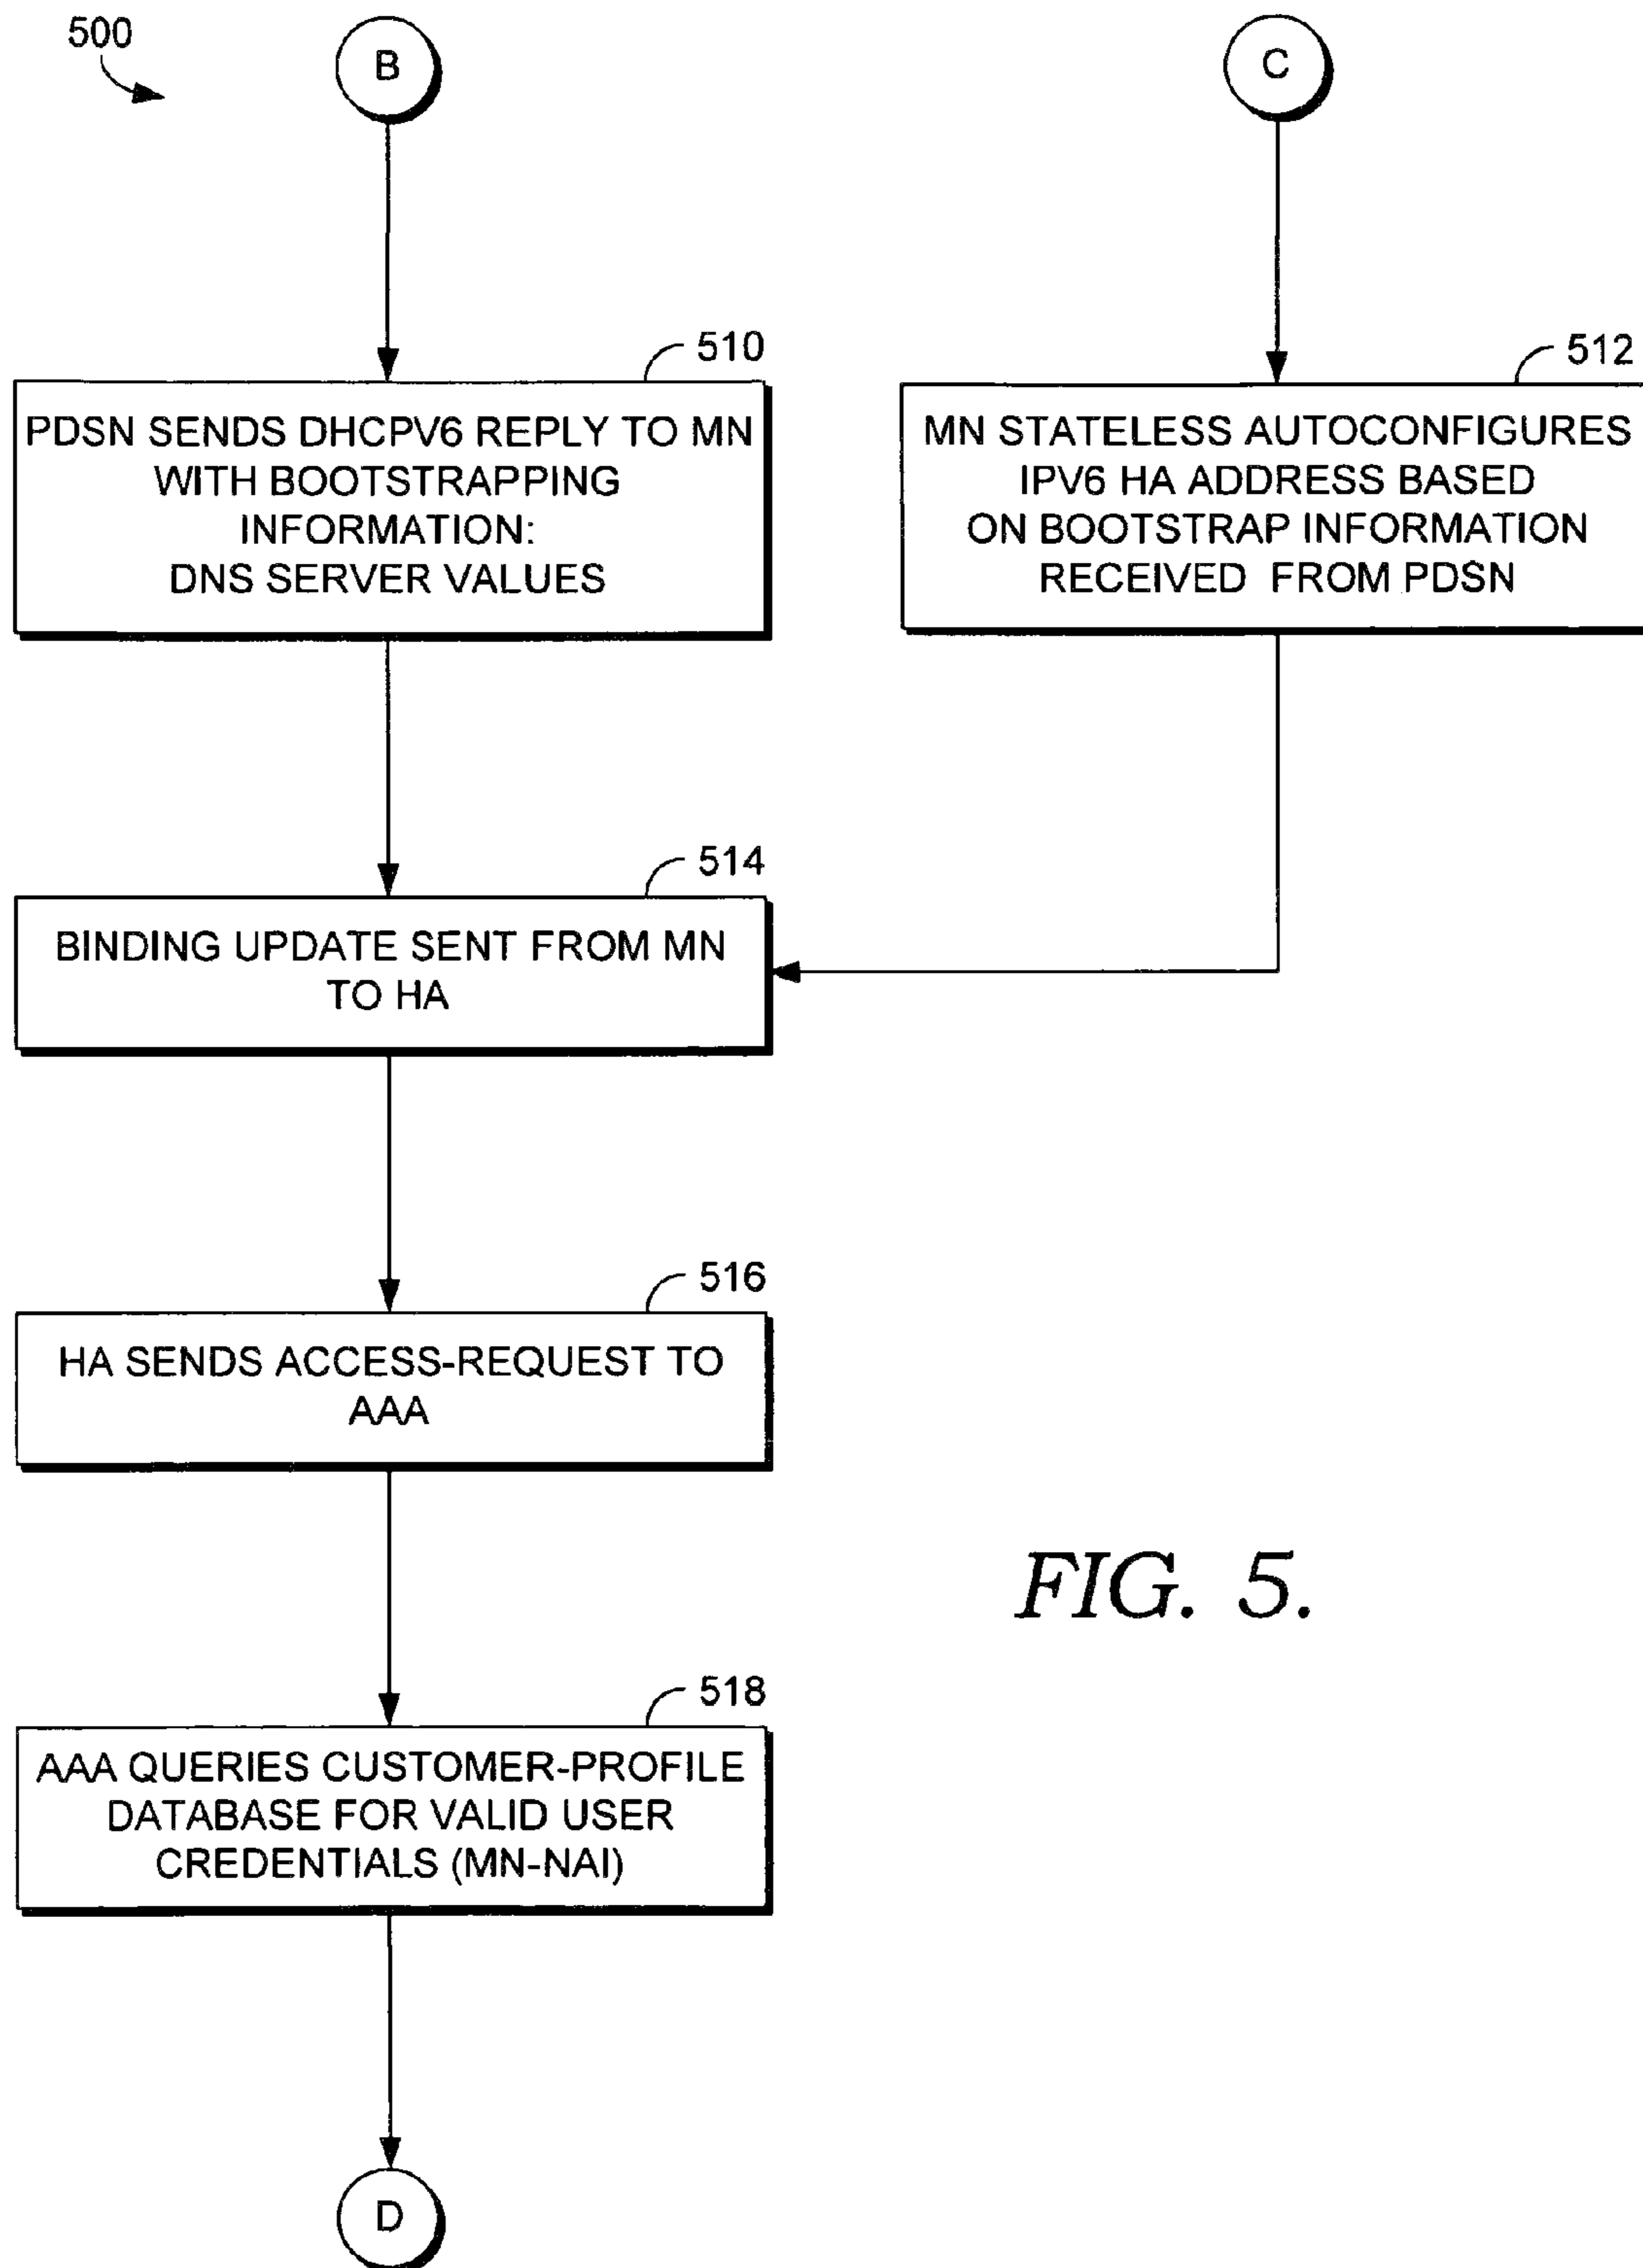 500
B
C
510
PDSN SENDS DHCPV6 REPLY TO MN
WITH BOOTSTRAPPING
INFORMATION:
DNS SERVER VALUES
512
MN STATELESS AUTOCONFIGURES
IPV6 HA ADDRESS BASED
ON BOOTSTRAP INFORMATION
RECEIVED FROM PDSN
514
BINDING UPDATE SENT FROM MN
TO HA
516
HA SENDS ACCESS-REQUEST TO
AAA
FIG. 5.
518
AAA QUERIES CUSTOMER-PROFILE
DATABASE FOR VALID USER
CREDENTIALS (MN-NAI)
D